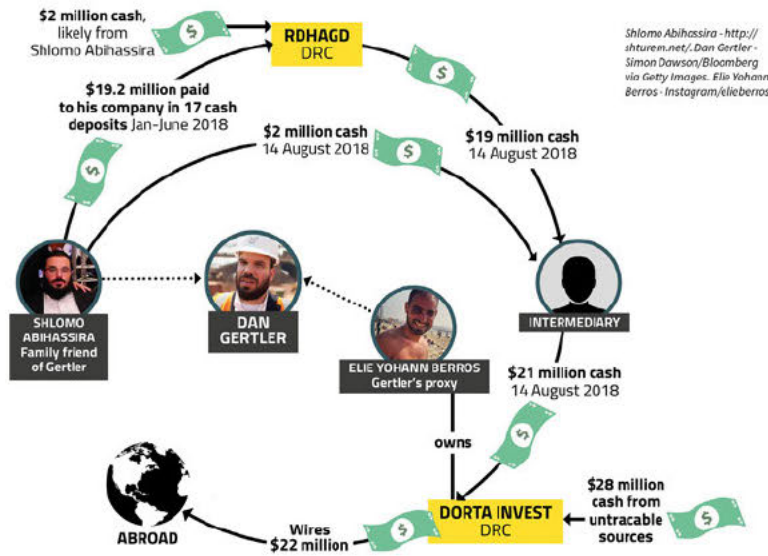 $2 million cash,
likely from
Shlomo Abihassira
RDHAGD
DRC
Shlomo Abihassira - http://
shturem.net/. Dan Gertler -
Simon Dawson/Bloomberg
via Getty Images. Elie Yohann
Berros - Instagram/elieberros
$19.2 million paid
to his company in 17 cash
deposits Jan-June 2018
$2 million cash
14 August 2018
$19 million cash
14 August 2018
SHLOMO
ABIHASSIRA
Family friend
of Gertler
DAN
GERTLER
ELIE YOHANN BERROS
Gertler's proxy
INTERMEDIARY
$21 million cash
14 August 2018
owns
ABROAD
Wires
$22 million
DORTA INVEST
DRC
$28 million
cash from
untracable
sources